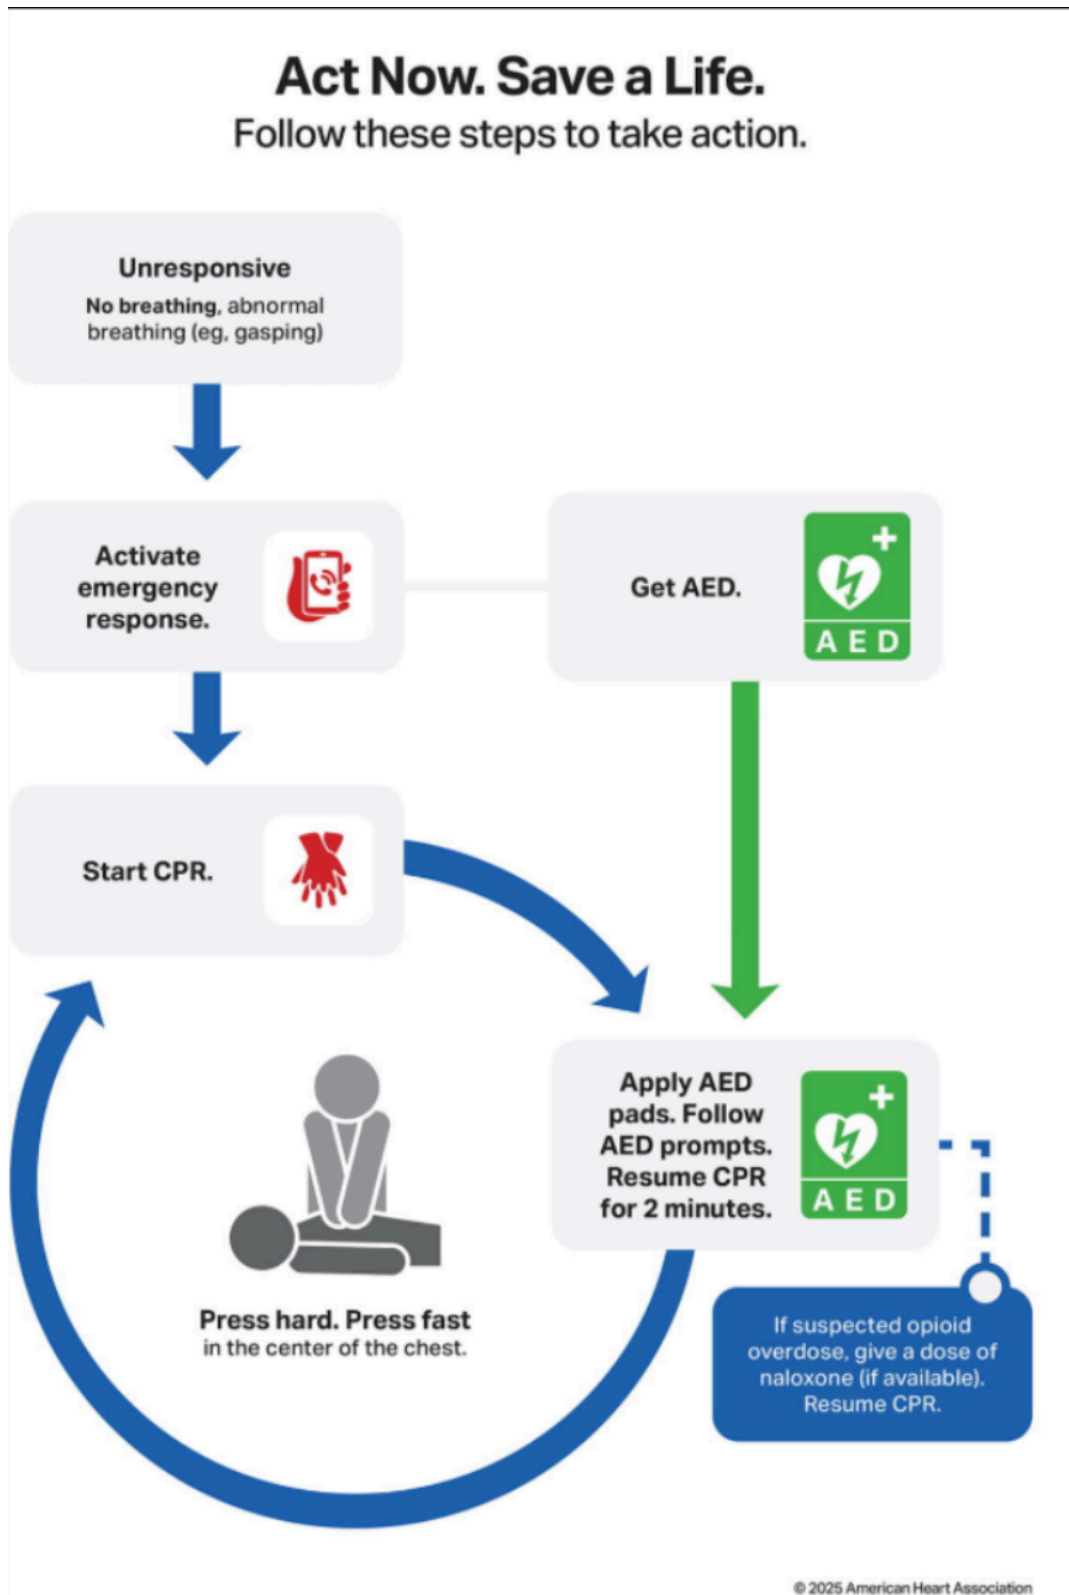 Act Now. Save a Life.
Follow these steps to take action.
Unresponsive
No breathing, abnormal
breathing (eg, gasping)
Activate
emergency
response.
Get AED.
AED
Start CPR.
Apply AED
pads. Follow
AED prompts.
Resume CPR
for 2 minutes.
AED
Press hard. Press fast
in the center of the chest.
If suspected opioid
overdose, give a dose of
naloxone (if available).
Resume CPR.
© 2025 American Heart Association